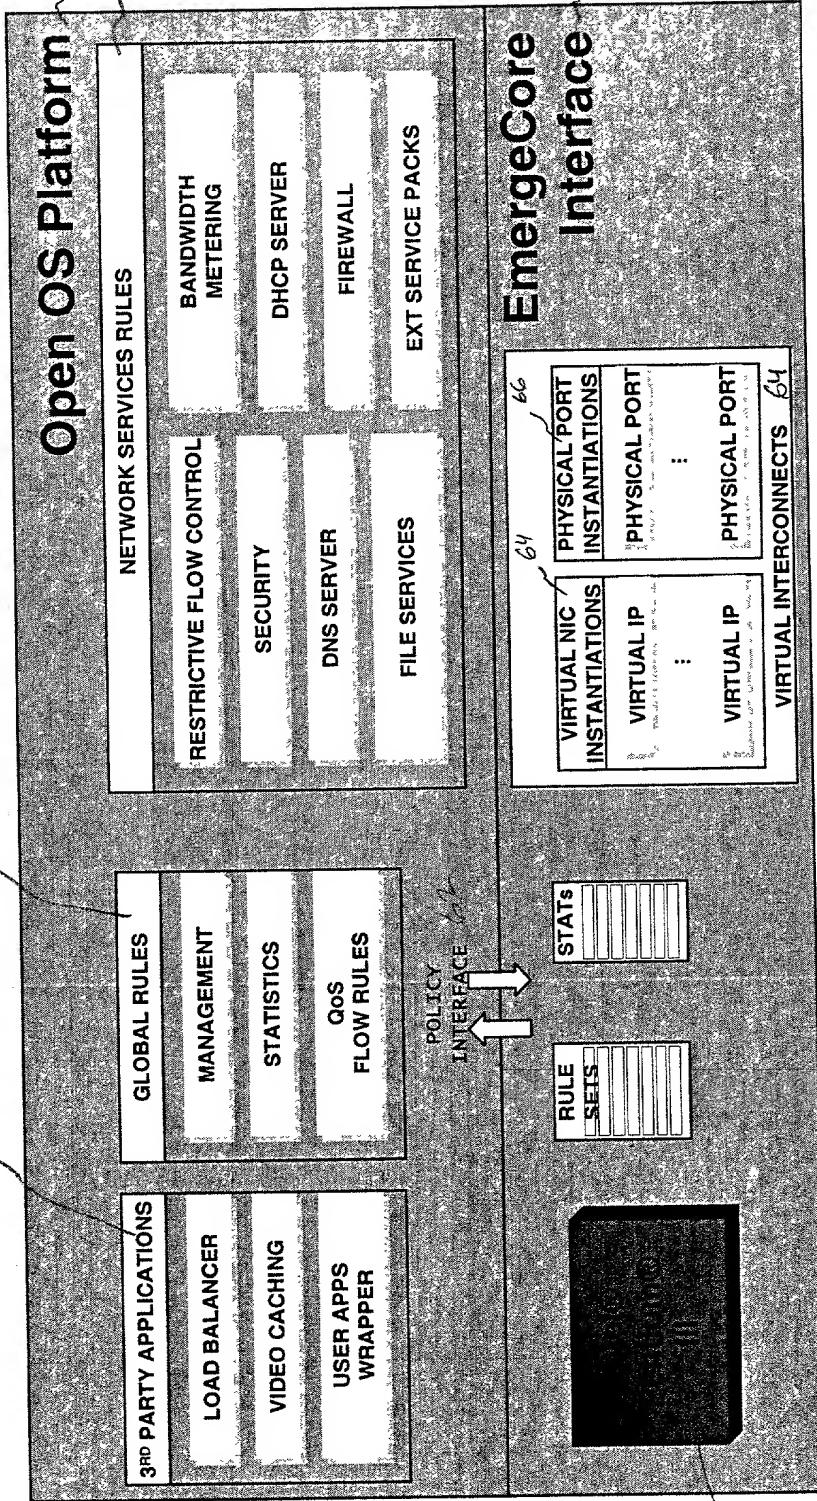 Open OS Platform
3RD PARTY APPLICATIONS
LOAD BALANCER
VIDEO CACHING
USER APPS
WRAPPER
GLOBAL RULES
MANAGEMENT
STATISTICS
QoS
FLOW RULES
NETWORK SERVICES RULES
RESTRICTIVE FLOW CONTROL
SECURITY
DNS SERVER
FILE SERVICES
BANDWIDTH
METERING
DHCP SERVER
FIREWALL
EXT SERVICE PACKS
POLICY
INTERFACE 62
EmergeCore
Interface
RULE
SETS
STATs
VIRTUAL NIC
INSTANTIATIONS
64
VIRTUAL IP
⋮
VIRTUAL IP
PHYSICAL PORT
INSTANTIATIONS
66
PHYSICAL PORT
⋮
PHYSICAL PORT
VIRTUAL INTERCONNECTS 64